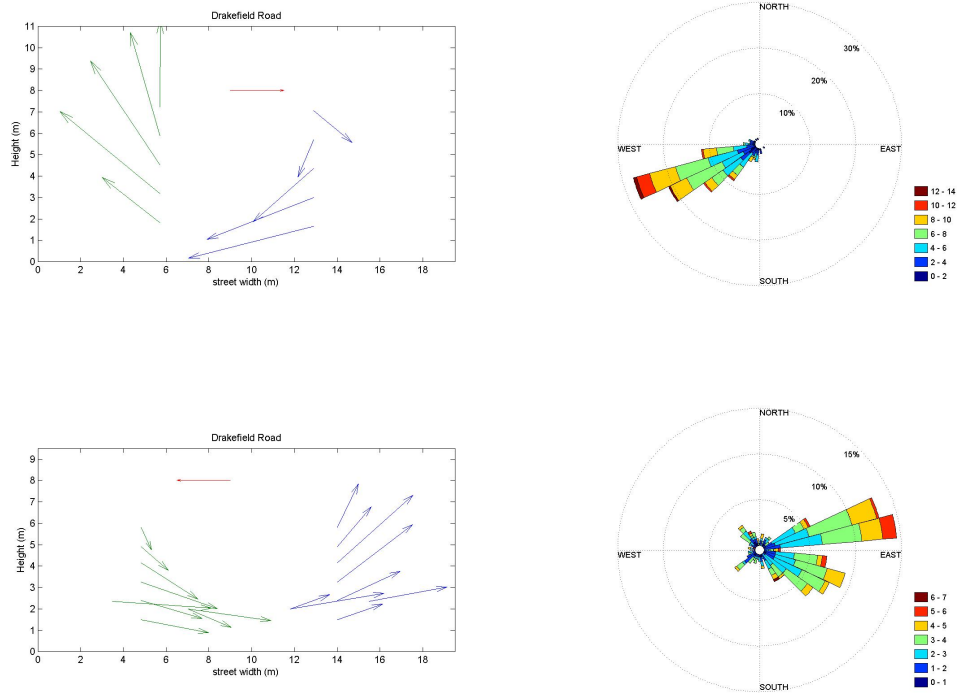 Drakefield Road
11
10
9
8
7
6
5
4
3
2
1
0
Height (m)
0 2 4 6 8 10 12 14 16 18
street width (m)
NORTH
30%
20%
10%
WEST
EAST
SOUTH
12 - 14
10 - 12
8 - 10
6 - 8
4 - 6
2 - 4
0 - 2
Drakefield Road
9
8
7
6
5
4
3
2
1
0
Height (m)
0 2 4 6 8 10 12 14 16 18
street width (m)
NORTH
15%
10%
5%
WEST
EAST
SOUTH
6 - 7
5 - 6
4 - 5
3 - 4
2 - 3
1 - 2
0 - 1